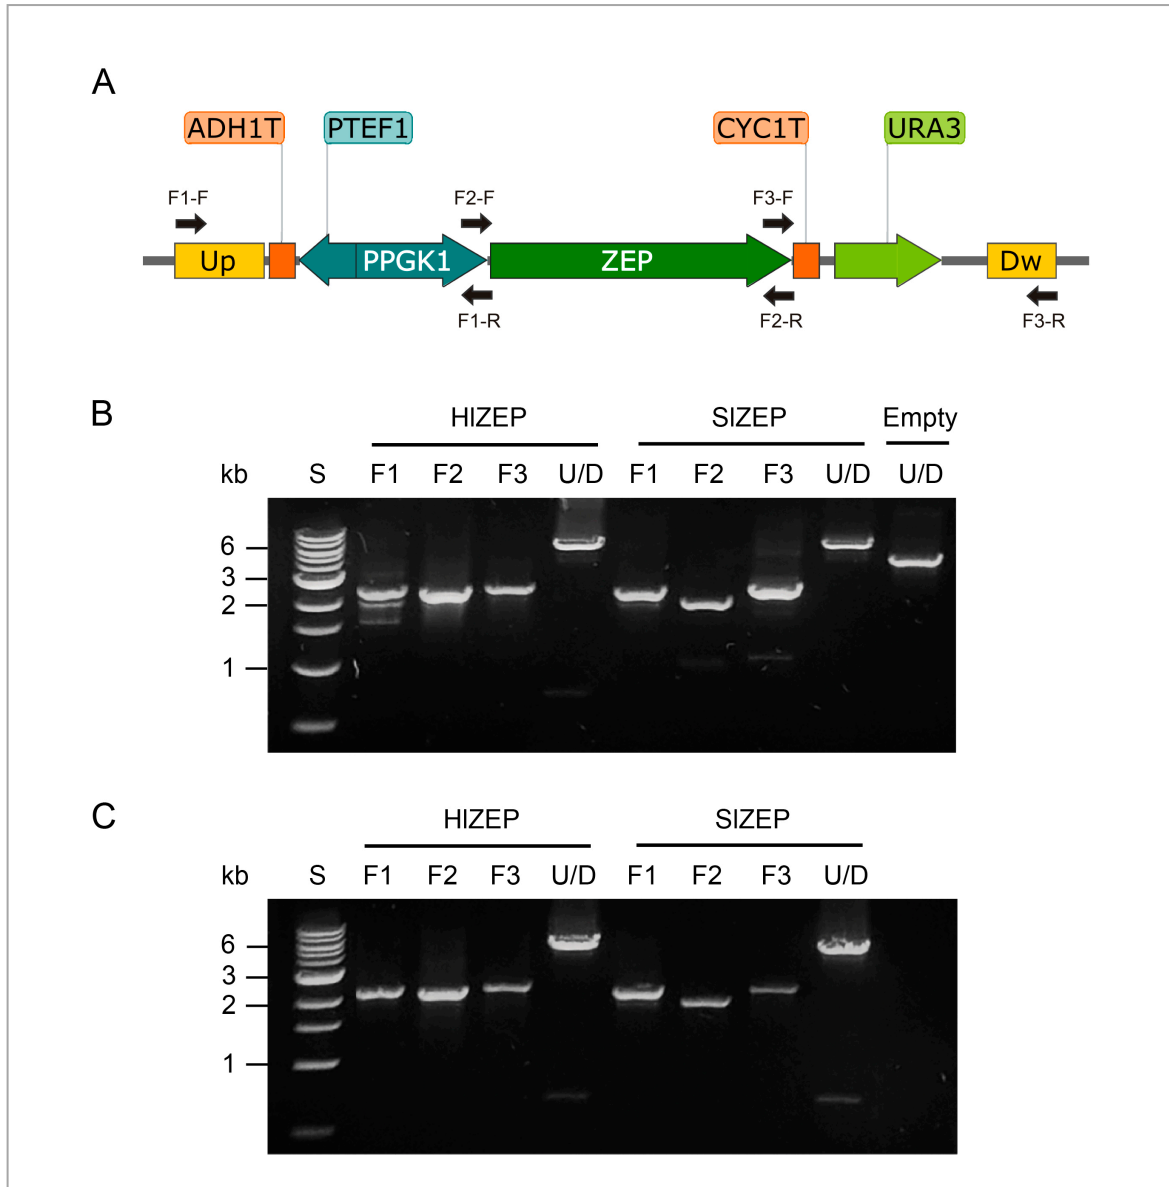 A
ADH1T PTEF1 CYC1T URA3
F1-F F2-F F3-F
Up PPGK1 ZEP Dw
F1-R F2-R F3-R
B
HIZEP SIZEP Empty
kb S F1 F2 F3 U/D F1 F2 F3 U/D U/D
6
3
2
1
C
HIZEP SIZEP
kb S F1 F2 F3 U/D F1 F2 F3 U/D
6
3
2
1